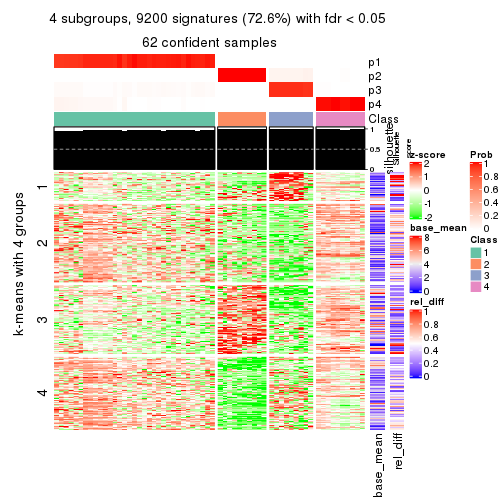 4 subgroups, 9200 signatures (72.6%) with fdr < 0.05
62 confident samples
p1
p2
p3
p4
Class
1
0.5
0
silhouette
Silhouette
score
k-means with 4 groups
1
2
3
4
base_mean
rel_diff
z-score
2
1
0
-1
-2
base_mean
8
6
4
2
0
rel_diff
1
0.8
0.6
0.4
0.2
0
Prob
1
0.8
0.6
0.4
0.2
0
Class
1
2
3
4